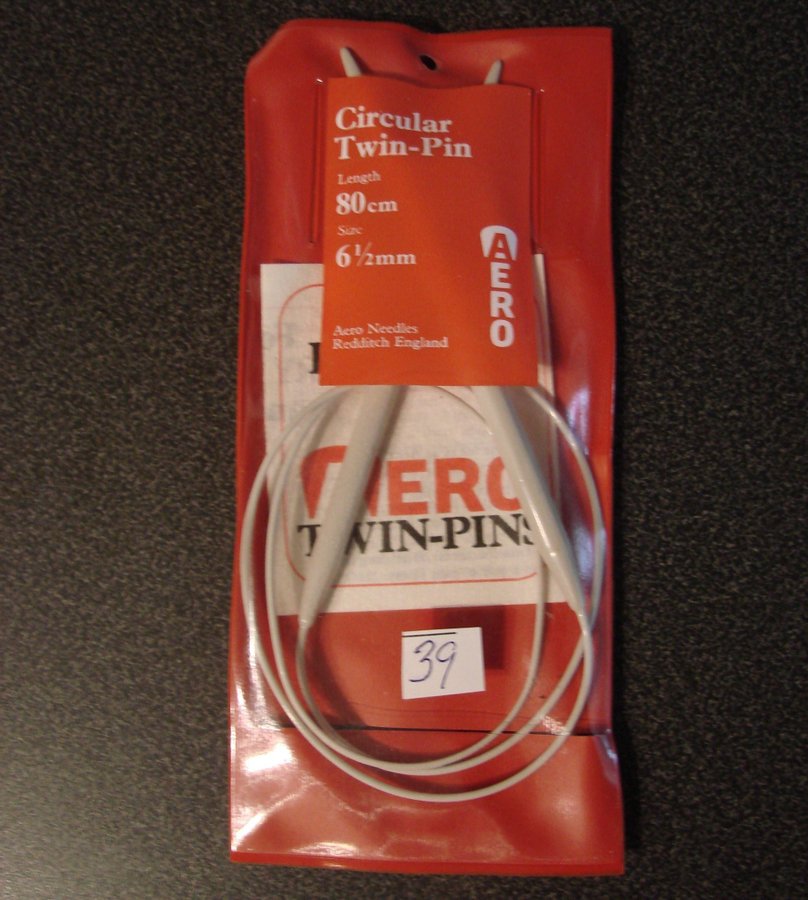 Circular
Twin-Pin
Length
80cm
Size
6½mm
AERO
Aero Needles
Redditch England
AERO
TWIN-PINS
39